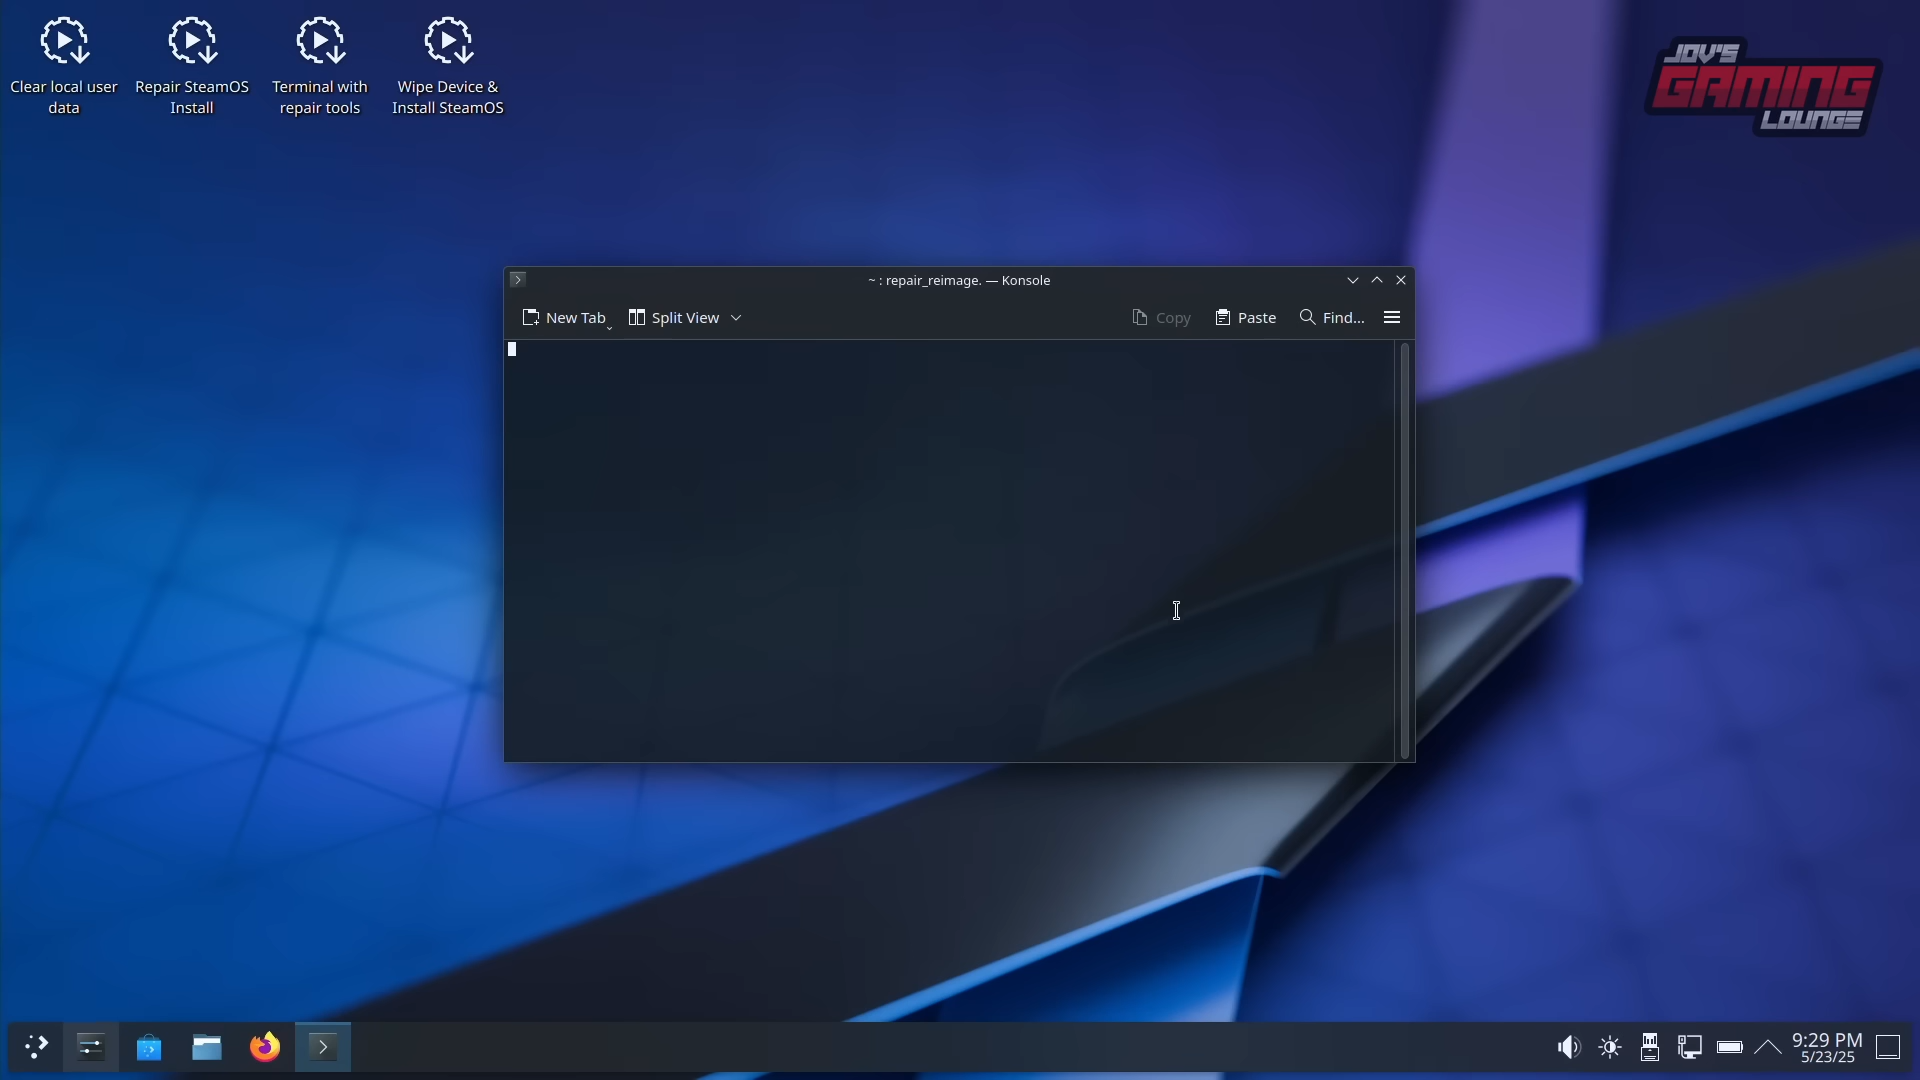 Clear local user
data
Repair SteamOS
Install
Terminal with
repair tools
Wipe Device &
Install SteamOS
JOV'S
GAMING
LOUNGE
~ : repair_reimage. — Konsole
New Tab
Split View
Copy
Paste
Find...
9:29 PM
5/23/25